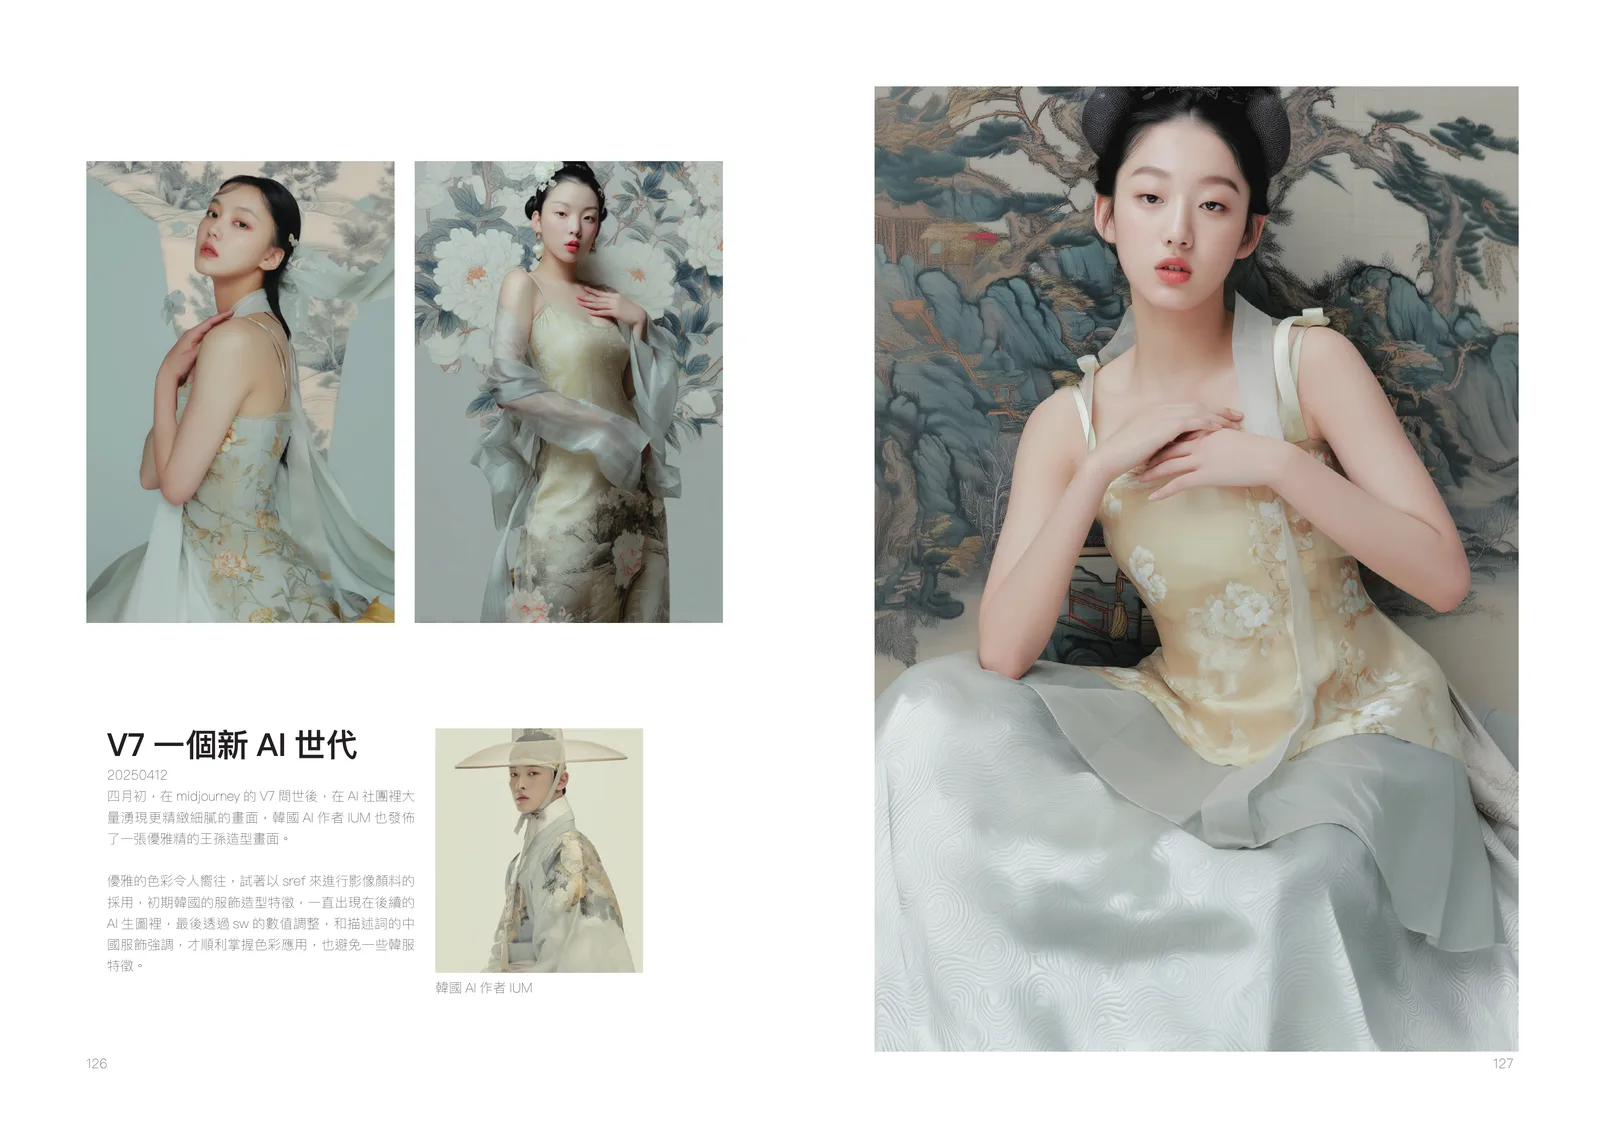 V7 一個新 AI 世代
20250412
四月初，在 midjourney 的 V7 問世後，在 AI 社團裡大
量湧現更精緻細膩的畫面，韓國 AI 作者 IUM 也發佈
了一張優雅精的王孫造型畫面。
優雅的色彩令人嚮往，試著以 sref 來進行影像顏料的
採用，初期韓國的服飾造型特徵，一直出現在後續的
AI 生圖裡，最後透過 sw 的數值調整，和描述詞的中
國服飾強調，才順利掌握色彩應用，也避免一些韓服
特徵。
韓國 AI 作者 IUM
126
127